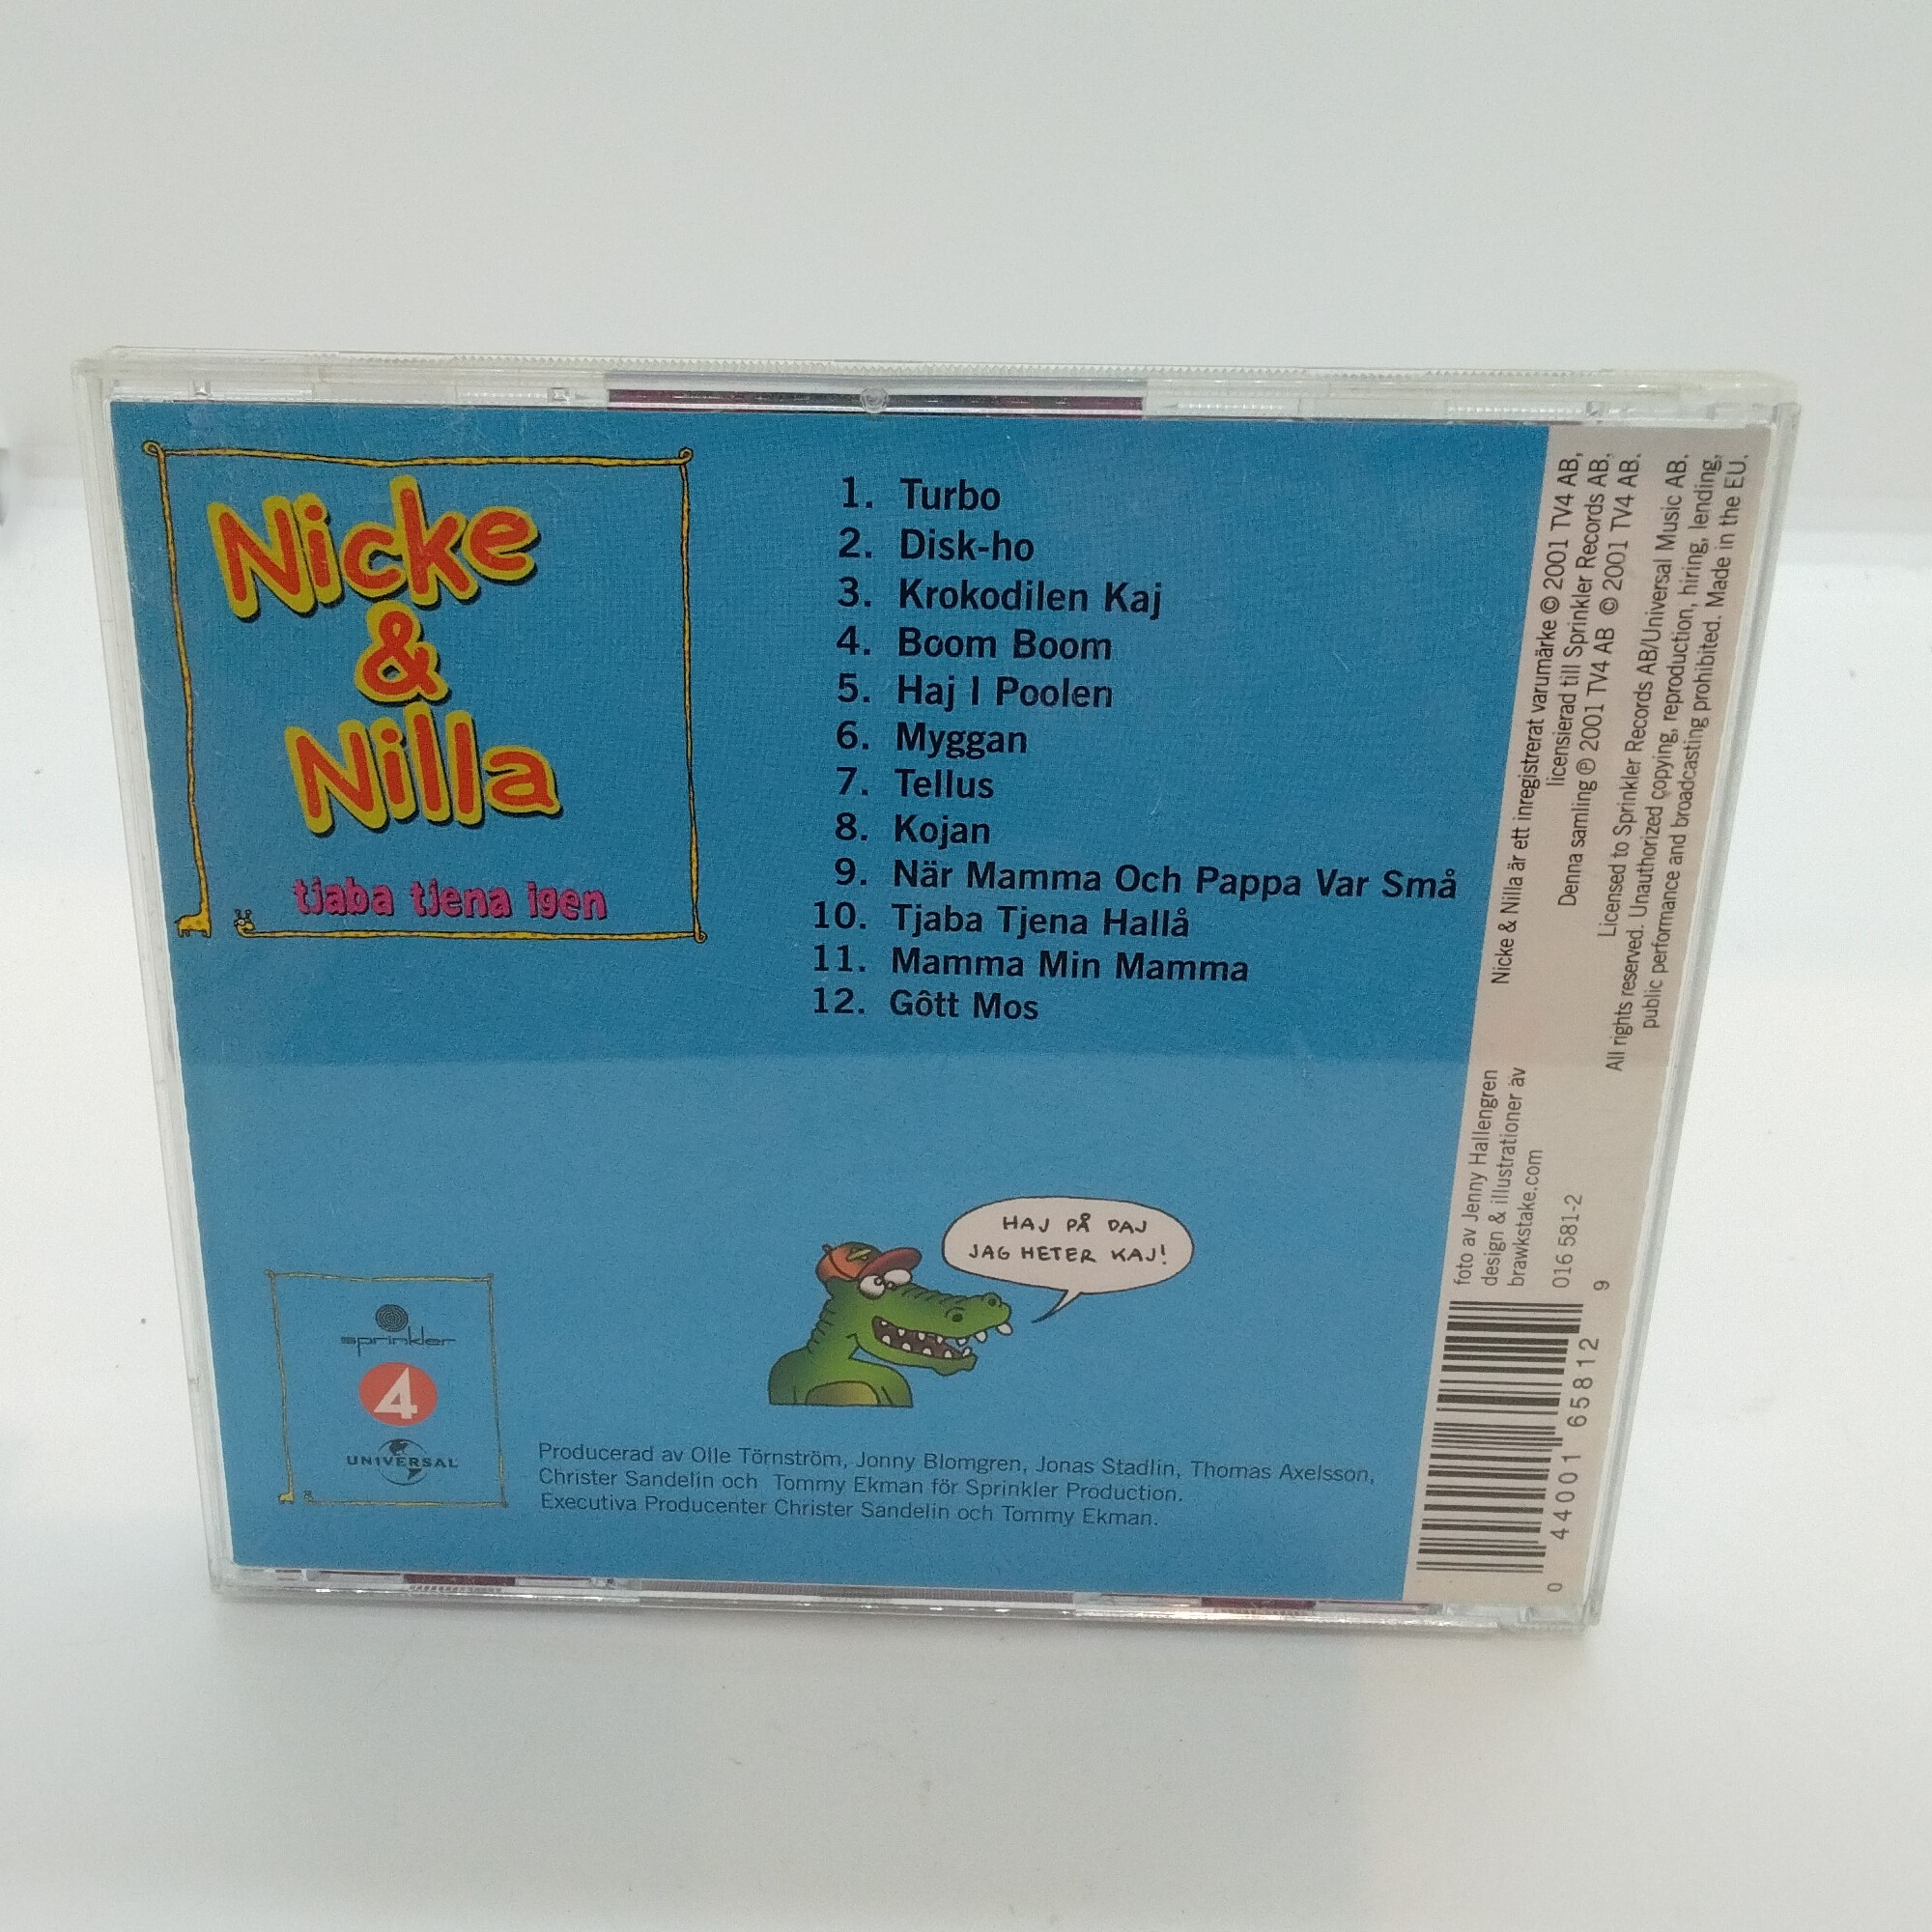 Nicke
&
Nilla
tjaba tjena igen
1. Turbo
2. Disk-ho
3. Krokodilen Kaj
4. Boom Boom
5. Haj I Poolen
6. Myggan
7. Tellus
8. Kojan
9. När Mamma Och Pappa Var Små
10. Tjaba Tjena Hallå
11. Mamma Min Mamma
12. Gôtt Mos
HAJ PÅ DAJ
JAG HETER KAJ!
sprinkler
4
UNIVERSAL
Producerad av Olle Törnström, Jonny Blomgren, Jonas Stadlin, Thomas Axelsson,
Christer Sandelin och Tommy Ekman för Sprinkler Production.
Executiva Producenter Christer Sandelin och Tommy Ekman.
Nicke & Nilla är ett inregistrerat varumärke © 2001 TV4 AB,
licensierad till Sprinkler Records AB,
Denna samling ℗ 2001 TV4 AB © 2001 TV4 AB.
Licensed to Sprinkler Records AB/Universal Music AB.
All rights reserved. Unauthorized copying, reproduction, hiring, lending,
public performance and broadcasting prohibited. Made in the EU.
foto av Jenny Hallengren
design & illustrationer av
brawkstake.com
016 581-2
0 44001 65812 9